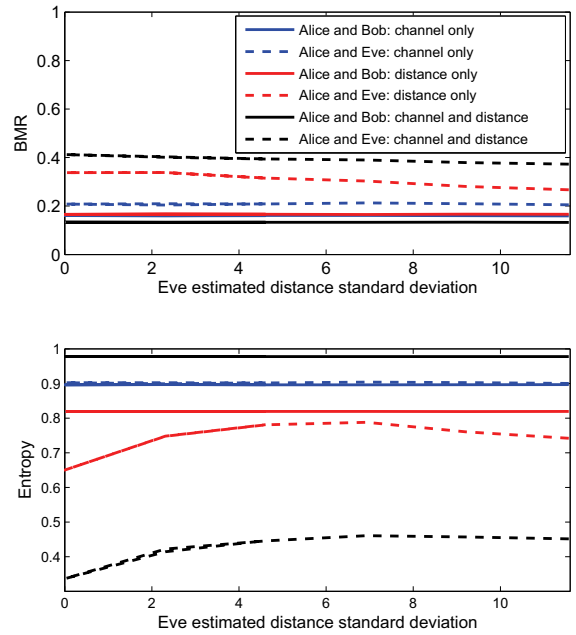 1
0.8
0.6
0.4
0.2
0
BMR
Alice and Bob: channel only
Alice and Eve: channel only
Alice and Bob: distance only
Alice and Eve: distance only
Alice and Bob: channel and distance
Alice and Eve: channel and distance
0 2 4 6 8 10
Eve estimated distance standard deviation
1
0.9
0.8
0.7
0.6
0.5
0.4
Entropy
0 2 4 6 8 10
Eve estimated distance standard deviation